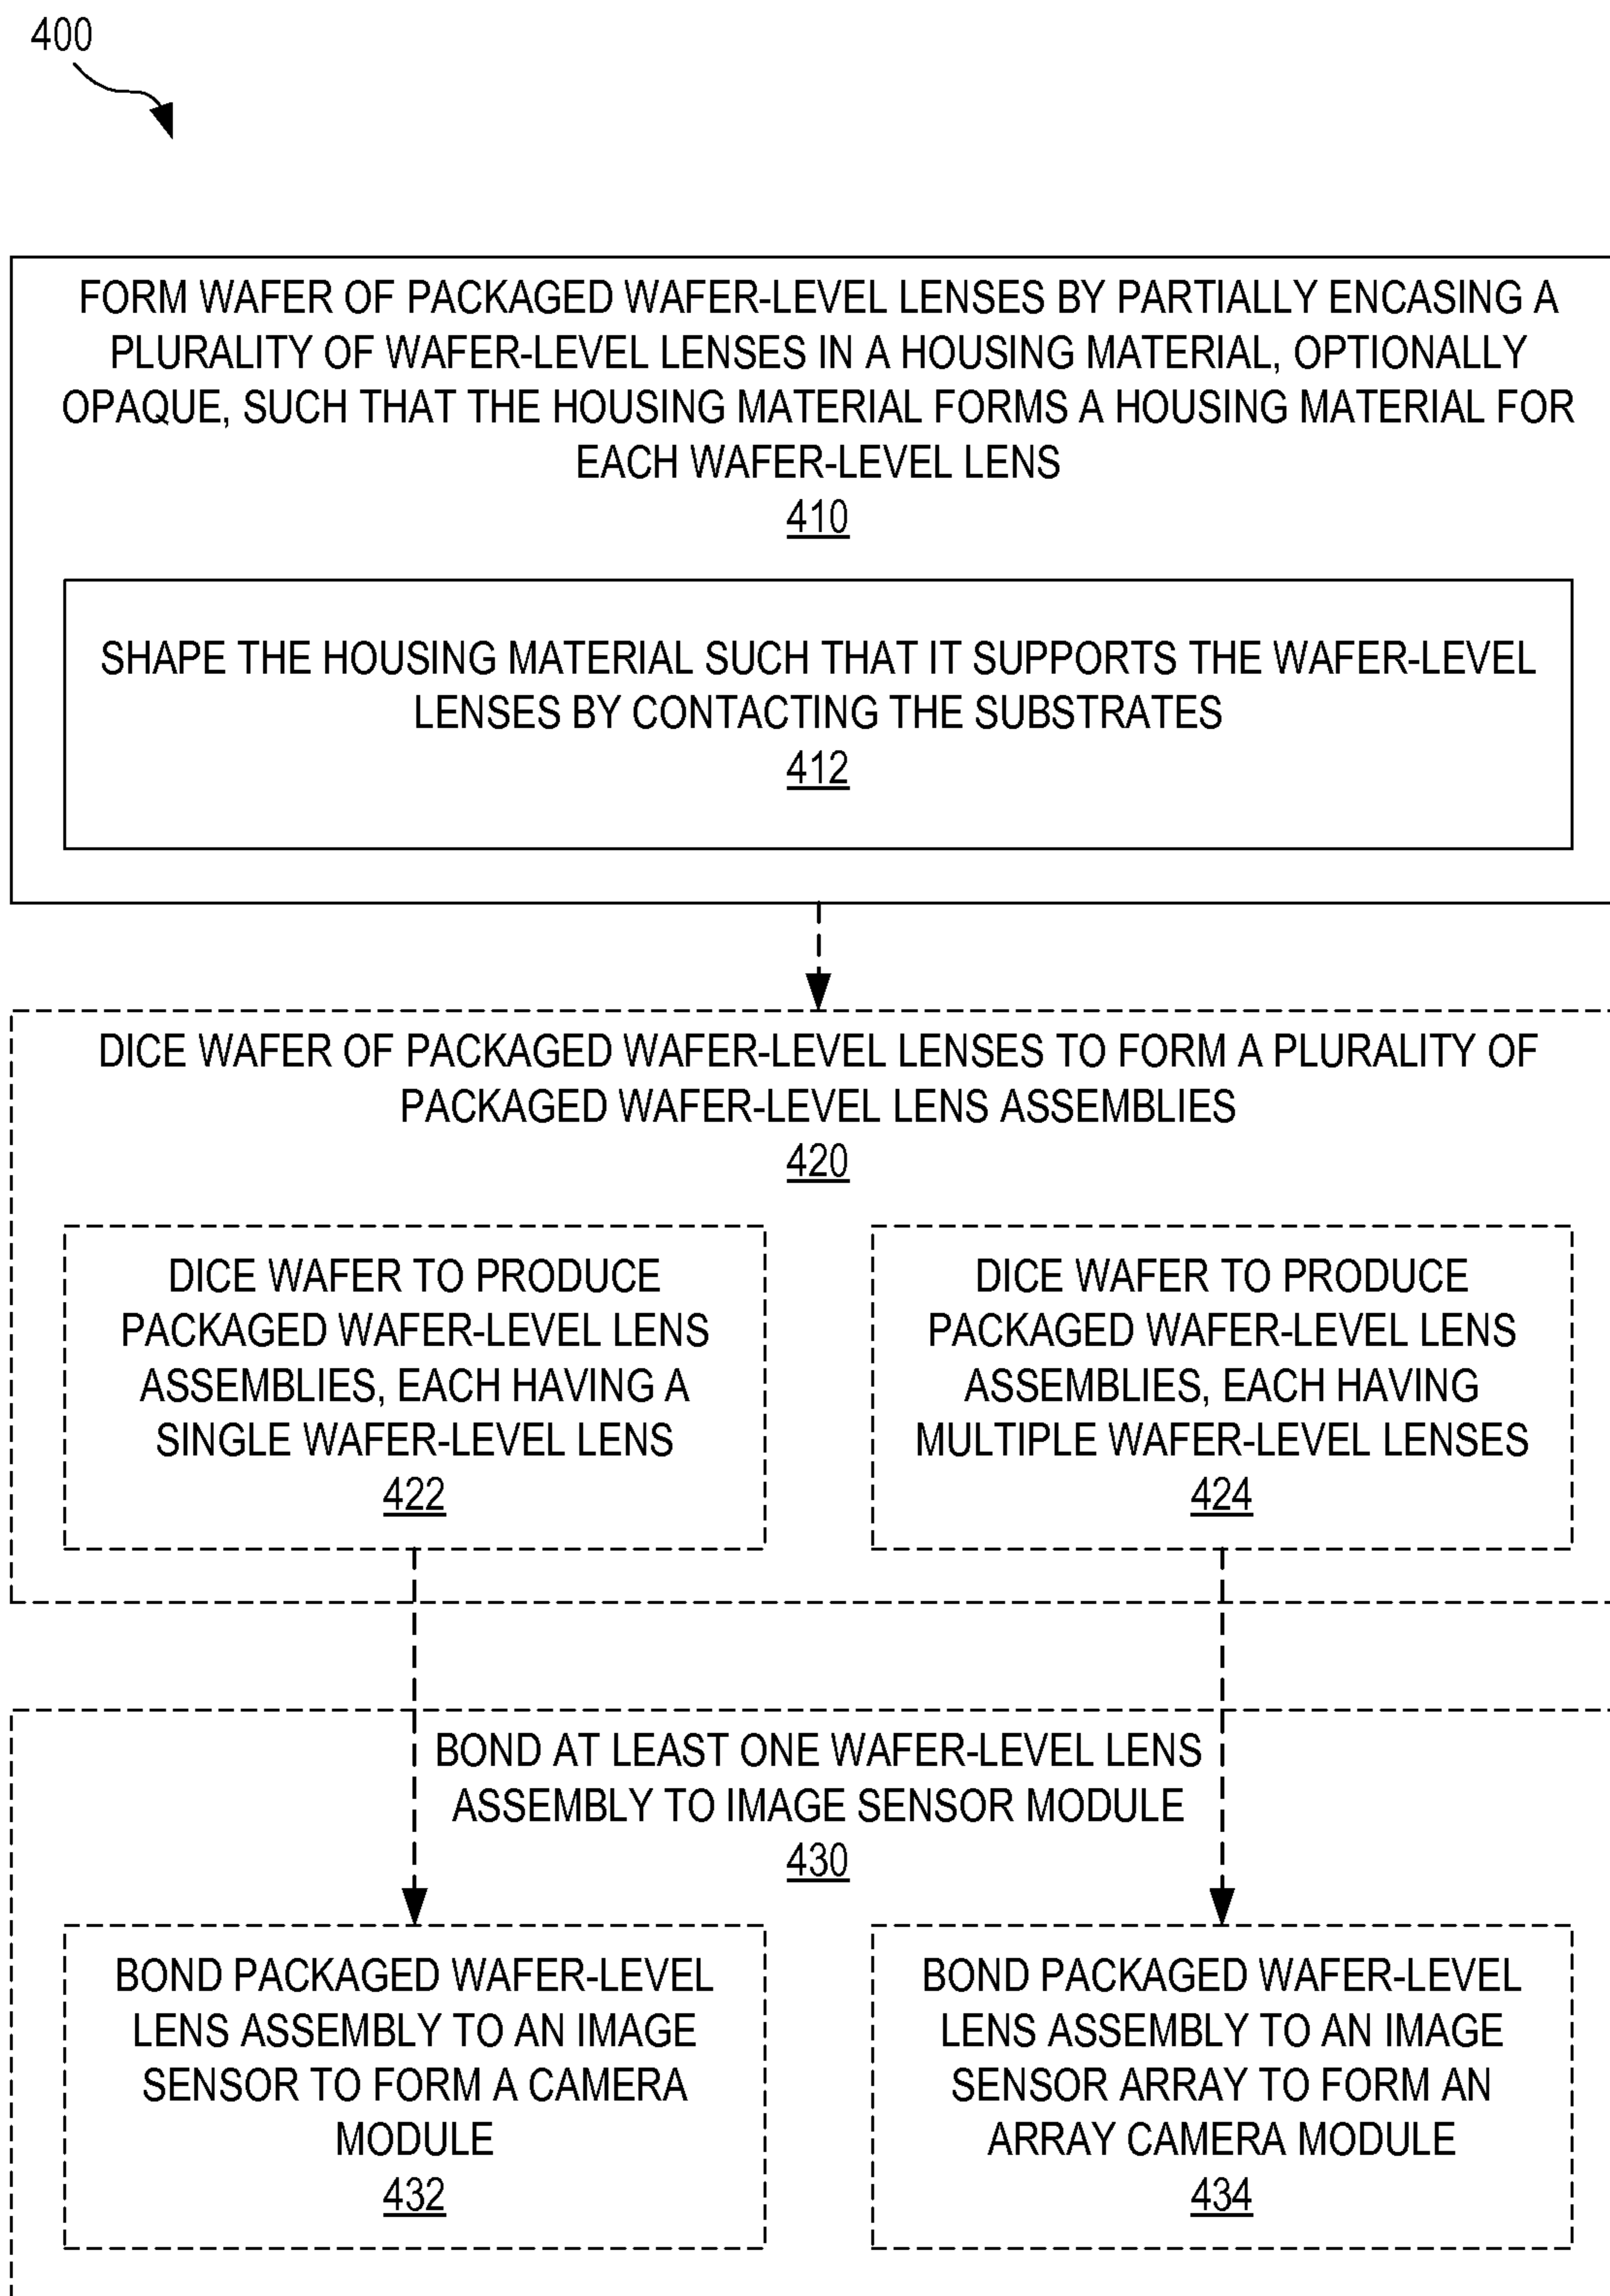 400
FORM WAFER OF PACKAGED WAFER-LEVEL LENSES BY PARTIALLY ENCASING A
PLURALITY OF WAFER-LEVEL LENSES IN A HOUSING MATERIAL, OPTIONALLY
OPAQUE, SUCH THAT THE HOUSING MATERIAL FORMS A HOUSING MATERIAL FOR
EACH WAFER-LEVEL LENS
410
SHAPE THE HOUSING MATERIAL SUCH THAT IT SUPPORTS THE WAFER-LEVEL
LENSES BY CONTACTING THE SUBSTRATES
412
DICE WAFER OF PACKAGED WAFER-LEVEL LENSES TO FORM A PLURALITY OF
PACKAGED WAFER-LEVEL LENS ASSEMBLIES
420
DICE WAFER TO PRODUCE
PACKAGED WAFER-LEVEL LENS
ASSEMBLIES, EACH HAVING A
SINGLE WAFER-LEVEL LENS
422
DICE WAFER TO PRODUCE
PACKAGED WAFER-LEVEL LENS
ASSEMBLIES, EACH HAVING
MULTIPLE WAFER-LEVEL LENSES
424
BOND AT LEAST ONE WAFER-LEVEL LENS
ASSEMBLY TO IMAGE SENSOR MODULE
430
BOND PACKAGED WAFER-LEVEL
LENS ASSEMBLY TO AN IMAGE
SENSOR TO FORM A CAMERA
MODULE
432
BOND PACKAGED WAFER-LEVEL
LENS ASSEMBLY TO AN IMAGE
SENSOR ARRAY TO FORM AN
ARRAY CAMERA MODULE
434